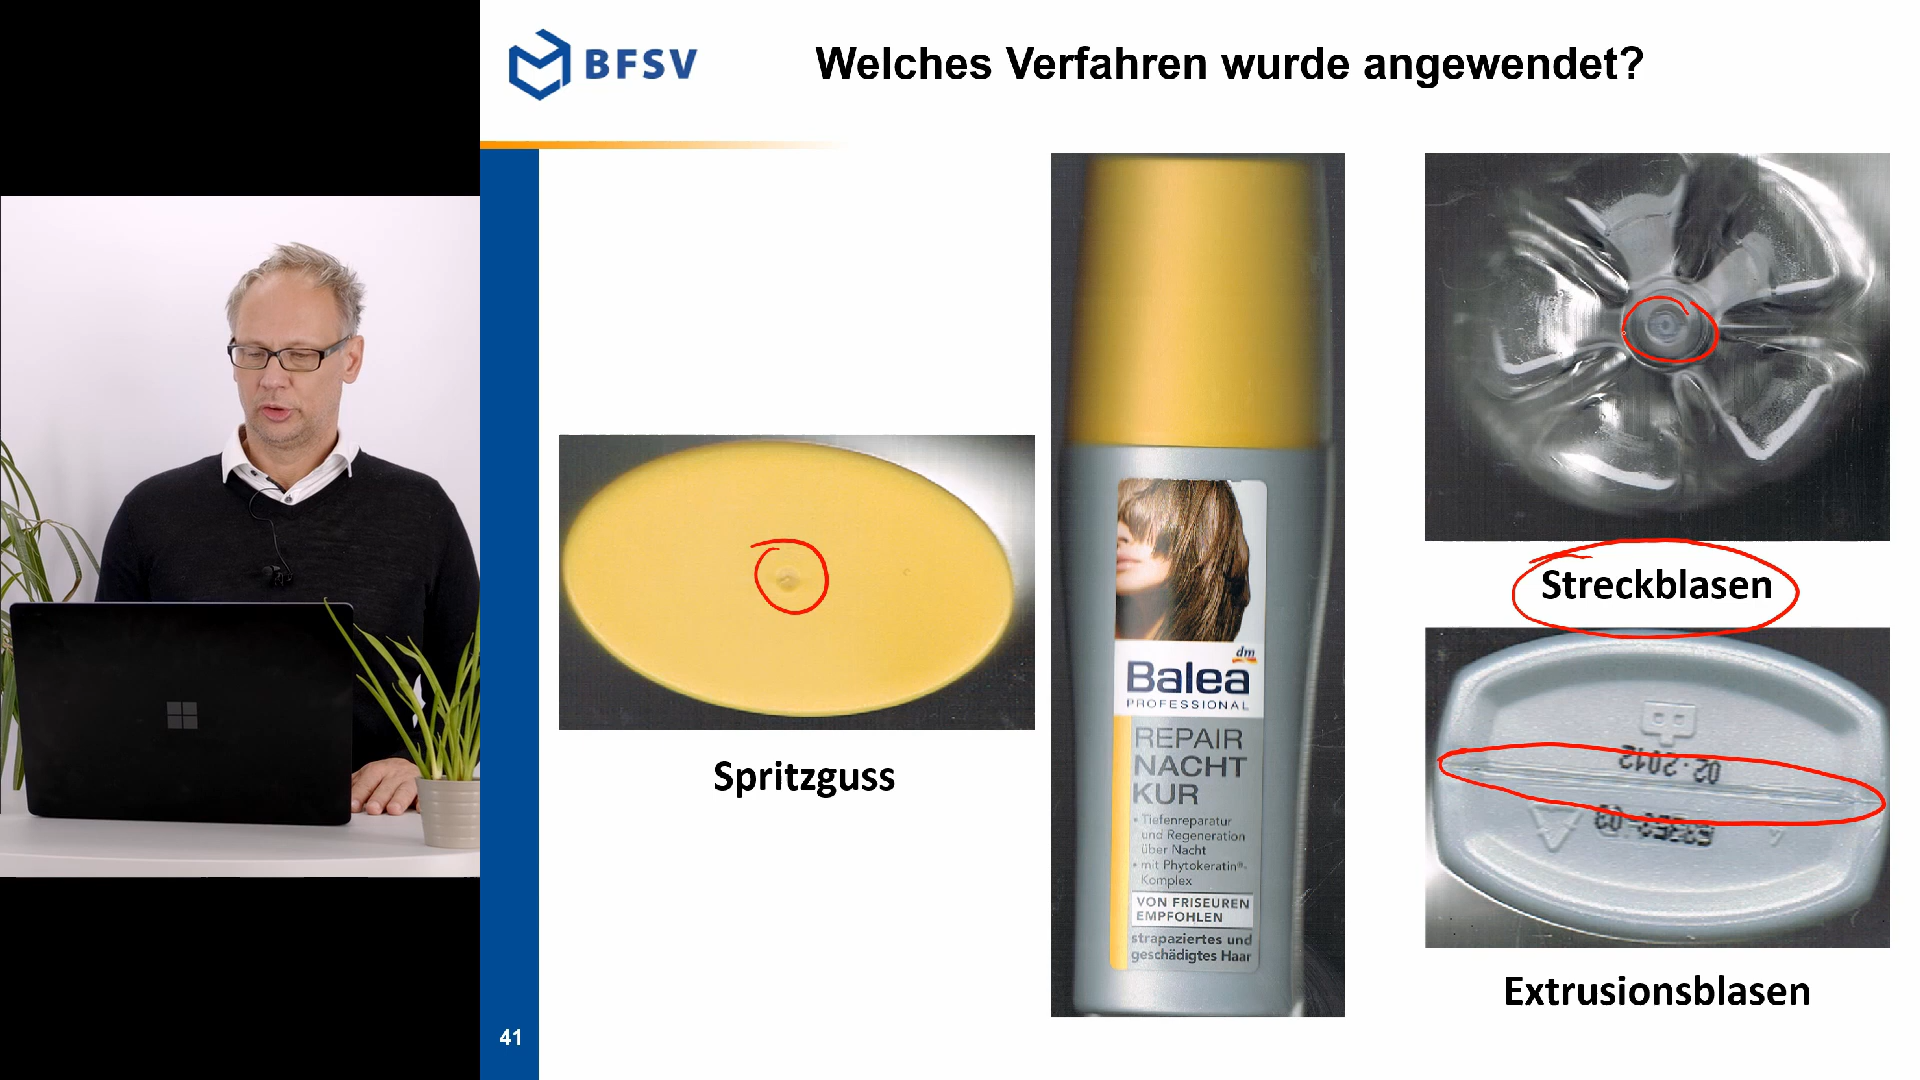 BFSV
Welches Verfahren wurde angewendet?
Spritzguss
dm
Balea
PROFESSIONAL
REPAIR
NACHT
KUR
• Tiefenreparatur
und Regeneration
über Nacht
• mit Phytokeratin®-
Komplex
VON FRISEUREN
EMPFOHLEN
strapaziertes und
geschädigtes Haar
Streckblasen
02.2012
Extrusionsblasen
41